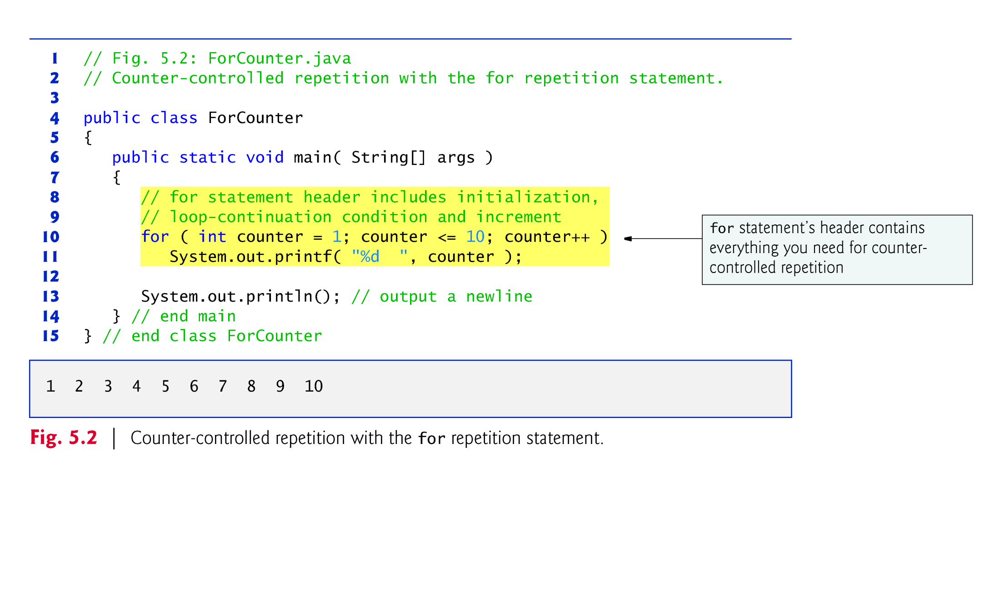 1 // Fig. 5.2: ForCounter.java
2 // Counter-controlled repetition with the for repetition statement.
3
4 public class ForCounter
5 {
6    public static void main( String[] args )
7    {
8       // for statement header includes initialization,
9       // loop-continuation condition and increment
10       for ( int counter = 1; counter <= 10; counter++ )
11          System.out.printf( "%d  ", counter );
12
13       System.out.println(); // output a newline
14    } // end main
15 } // end class ForCounter
for statement’s header contains
everything you need for counter-
controlled repetition
1  2  3  4  5  6  7  8  9  10
Fig. 5.2 | Counter-controlled repetition with the for repetition statement.